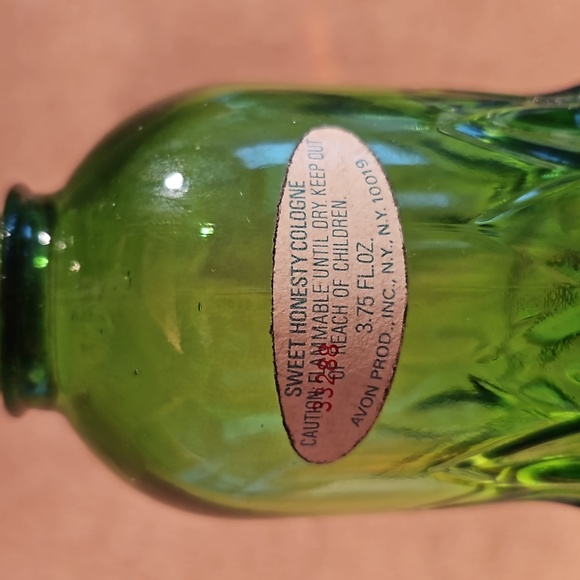 SWEET HONESTY COLOGNE
CAUTION FLAMMABLE UNTIL DRY KEEP OUT
OF REACH OF CHILDREN.
3.75 FL.OZ.
AVON PROD. INC., N.Y., N.Y. 10019